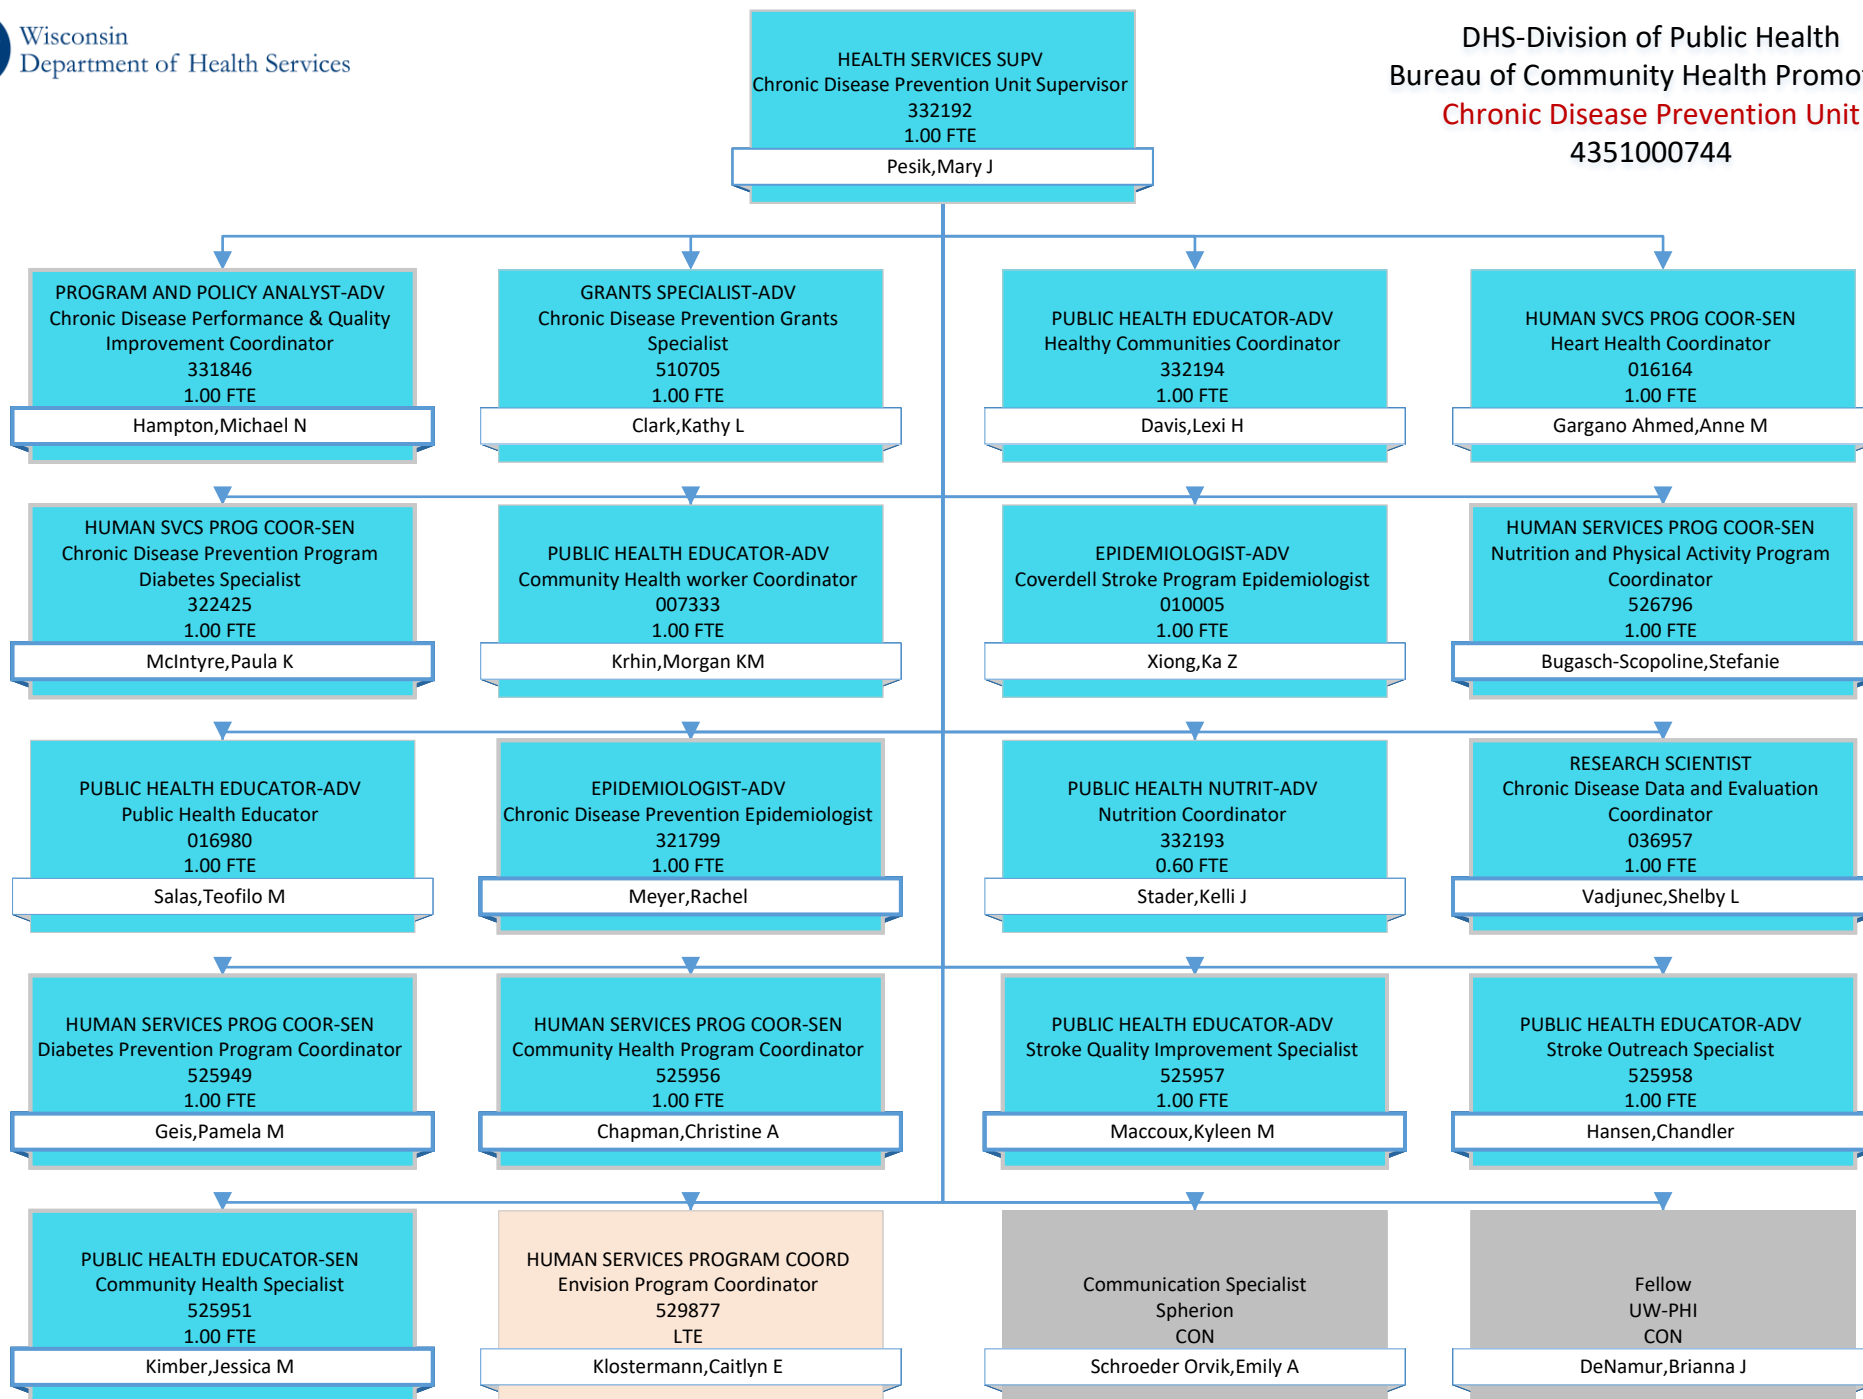 Wisconsin
Department of Health Services
HEALTH SERVICES SUPV
Chronic Disease Prevention Unit Supervisor
332192
1.00 FTE
Pesik,Mary J
DHS-Division of Public Health
Bureau of Community Health Promo
Chronic Disease Prevention Unit
4351000744
PROGRAM AND POLICY ANALYST-ADV
Chronic Disease Performance & Quality
Improvement Coordinator
331846
1.00 FTE
Hampton,Michael N
GRANTS SPECIALIST-ADV
Chronic Disease Prevention Grants
Specialist
510705
1.00 FTE
Clark,Kathy L
PUBLIC HEALTH EDUCATOR-ADV
Healthy Communities Coordinator
332194
1.00 FTE
Davis,Lexi H
HUMAN SVCS PROG COOR-SEN
Heart Health Coordinator
016164
1.00 FTE
Gargano Ahmed,Anne M
HUMAN SVCS PROG COOR-SEN
Chronic Disease Prevention Program
Diabetes Specialist
322425
1.00 FTE
McIntyre,Paula K
PUBLIC HEALTH EDUCATOR-ADV
Community Health worker Coordinator
007333
1.00 FTE
Krhin,Morgan KM
EPIDEMIOLOGIST-ADV
Coverdell Stroke Program Epidemiologist
010005
1.00 FTE
Xiong,Ka Z
HUMAN SERVICES PROG COOR-SEN
Nutrition and Physical Activity Program
Coordinator
526796
1.00 FTE
Bugasch-Scopoline,Stefanie
PUBLIC HEALTH EDUCATOR-ADV
Public Health Educator
016980
1.00 FTE
Salas,Teofilo M
EPIDEMIOLOGIST-ADV
Chronic Disease Prevention Epidemiologist
321799
1.00 FTE
Meyer,Rachel
PUBLIC HEALTH NUTRIT-ADV
Nutrition Coordinator
332193
0.60 FTE
Stader,Kelli J
RESEARCH SCIENTIST
Chronic Disease Data and Evaluation
Coordinator
036957
1.00 FTE
Vadjunec,Shelby L
HUMAN SERVICES PROG COOR-SEN
Diabetes Prevention Program Coordinator
525949
1.00 FTE
Geis,Pamela M
HUMAN SERVICES PROG COOR-SEN
Community Health Program Coordinator
525956
1.00 FTE
Chapman,Christine A
PUBLIC HEALTH EDUCATOR-ADV
Stroke Quality Improvement Specialist
525957
1.00 FTE
Maccoux,Kyleen M
PUBLIC HEALTH EDUCATOR-ADV
Stroke Outreach Specialist
525958
1.00 FTE
Hansen,Chandler
PUBLIC HEALTH EDUCATOR-SEN
Community Health Specialist
525951
1.00 FTE
Kimber,Jessica M
HUMAN SERVICES PROGRAM COORD
Envision Program Coordinator
529877
LTE
Klostermann,Caitlyn E
Communication Specialist
Spherion
CON
Schroeder Orvik,Emily A
Fellow
UW-PHI
CON
DeNamur,Brianna J